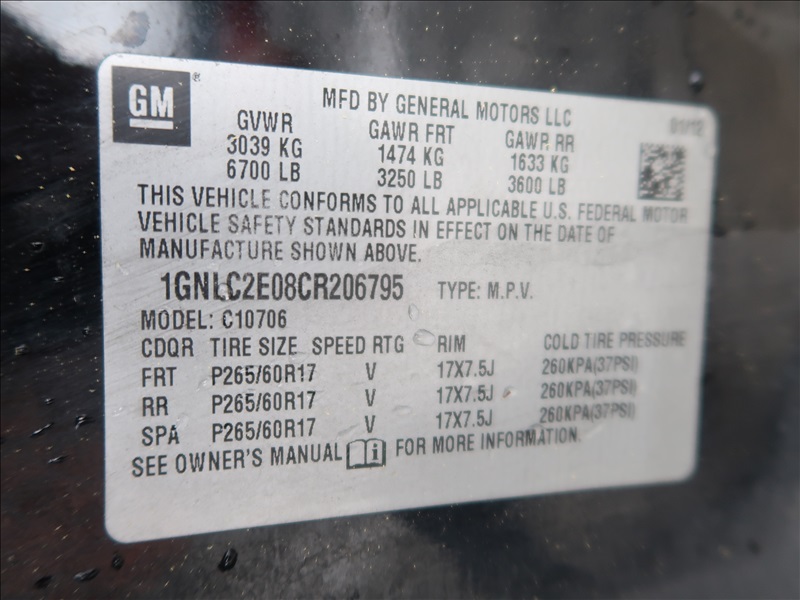 GM®
MFD BY GENERAL MOTORS LLC 01/12
GVWR GAWR FRT GAWR RR
3039 KG 1474 KG 1633 KG
6700 LB 3250 LB 3600 LB
THIS VEHICLE CONFORMS TO ALL APPLICABLE U.S. FEDERAL MOTOR
VEHICLE SAFETY STANDARDS IN EFFECT ON THE DATE OF
MANUFACTURE SHOWN ABOVE.
1GNLC2E08CR206795 TYPE: M.P.V.
MODEL: C10706
CDQR TIRE SIZE SPEED RTG RIM COLD TIRE PRESSURE
FRT P265/60R17 V 17X7.5J 260KPA(37PSI)
RR P265/60R17 V 17X7.5J 260KPA(37PSI)
SPA P265/60R17 V 17X7.5J 260KPA(37PSI)
SEE OWNER'S MANUAL i FOR MORE INFORMATION.